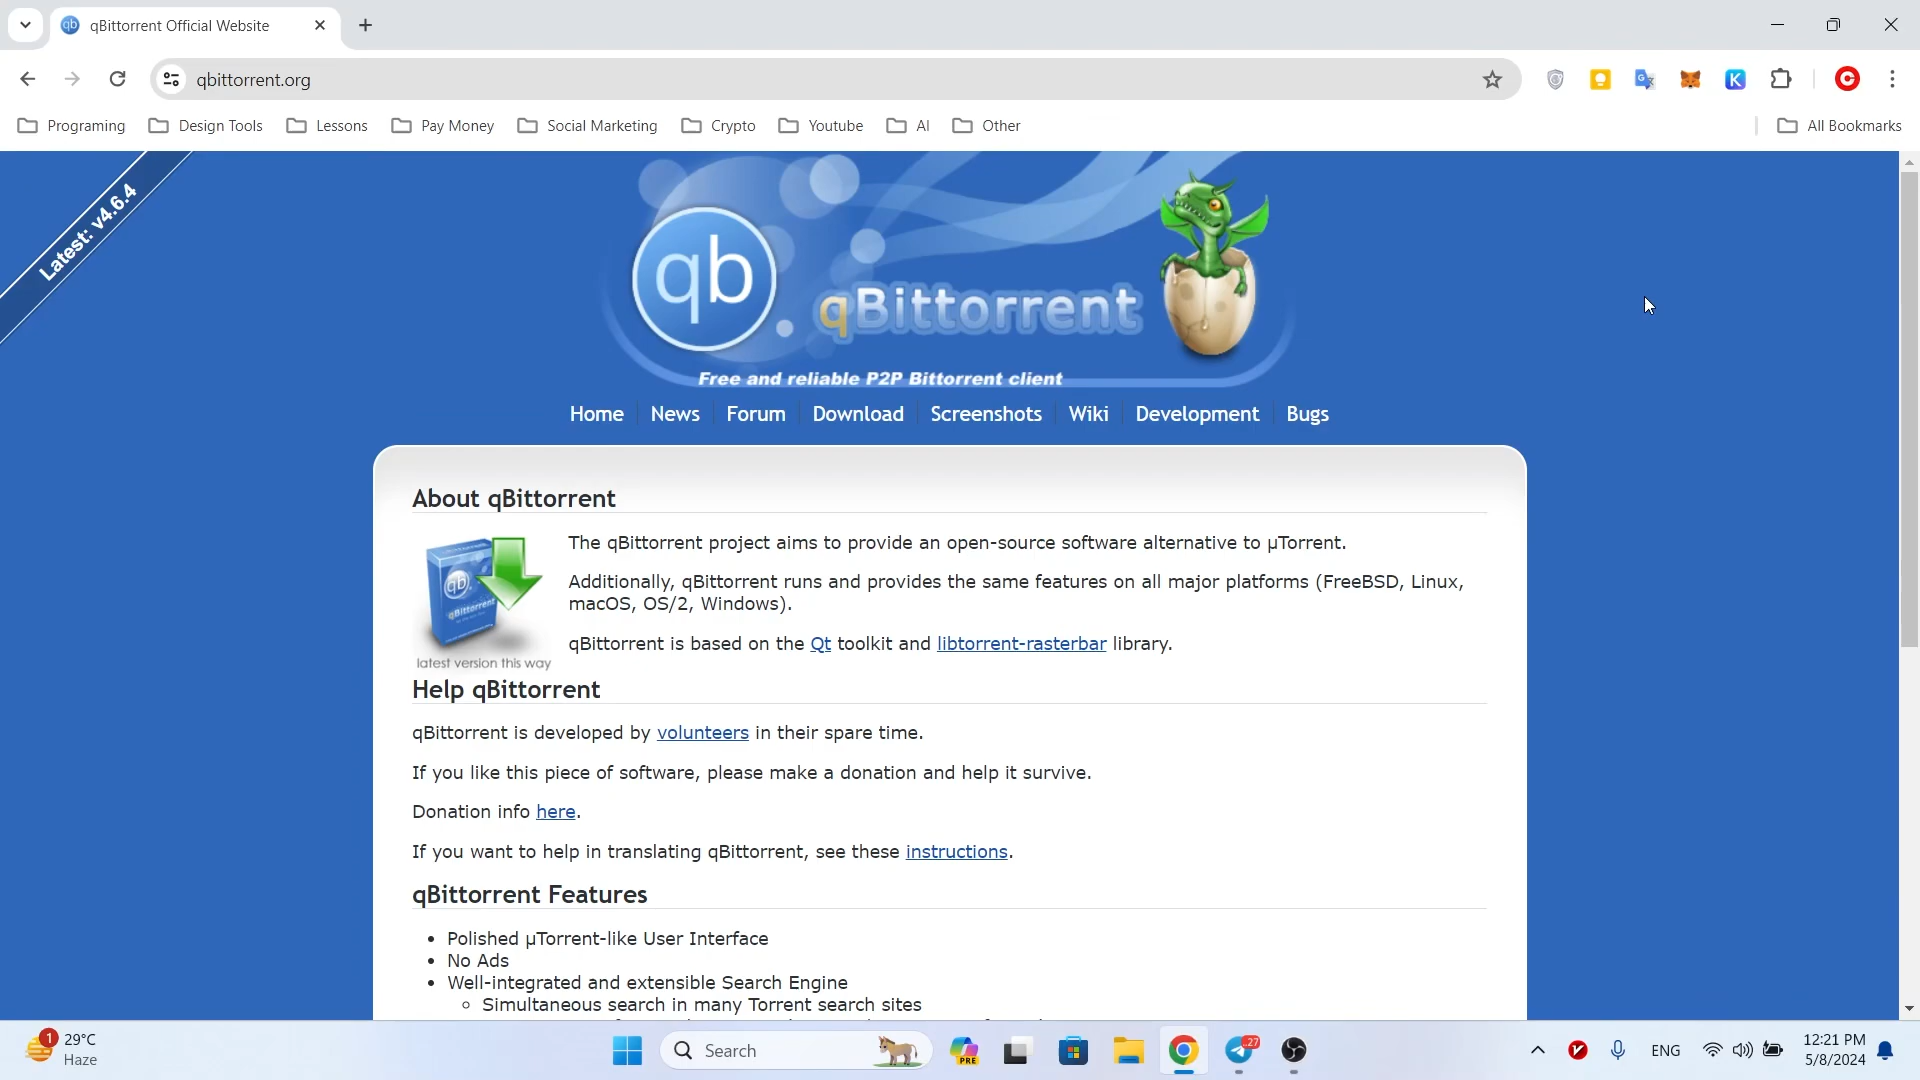 qb qBittorrent Official Website
qbittorrent.org
G K C
Programing Design Tools Lessons Pay Money Social Marketing Crypto Youtube AI Other All Bookmarks
Latest: v4.6.4
qb qBittorrent
Free and reliable P2P Bittorrent client
Home News Forum Download Screenshots Wiki Development Bugs
About qBittorrent
The qBittorrent project aims to provide an open-source software alternative to µTorrent.
Additionally, qBittorrent runs and provides the same features on all major platforms (FreeBSD, Linux,
macOS, OS/2, Windows).
qb
qBittorrent
qBittorrent is based on the Qt toolkit and libtorrent-rasterbar library.
latest version this way
Help qBittorrent
qBittorrent is developed by volunteers in their spare time.
If you like this piece of software, please make a donation and help it survive.
Donation info here.
If you want to help in translating qBittorrent, see these instructions.
qBittorrent Features
• Polished µTorrent-like User Interface
• No Ads
• Well-integrated and extensible Search Engine
◦ Simultaneous search in many Torrent search sites
1 29°C
Haze
Search
PRE
27
ENG
12:21 PM
5/8/2024